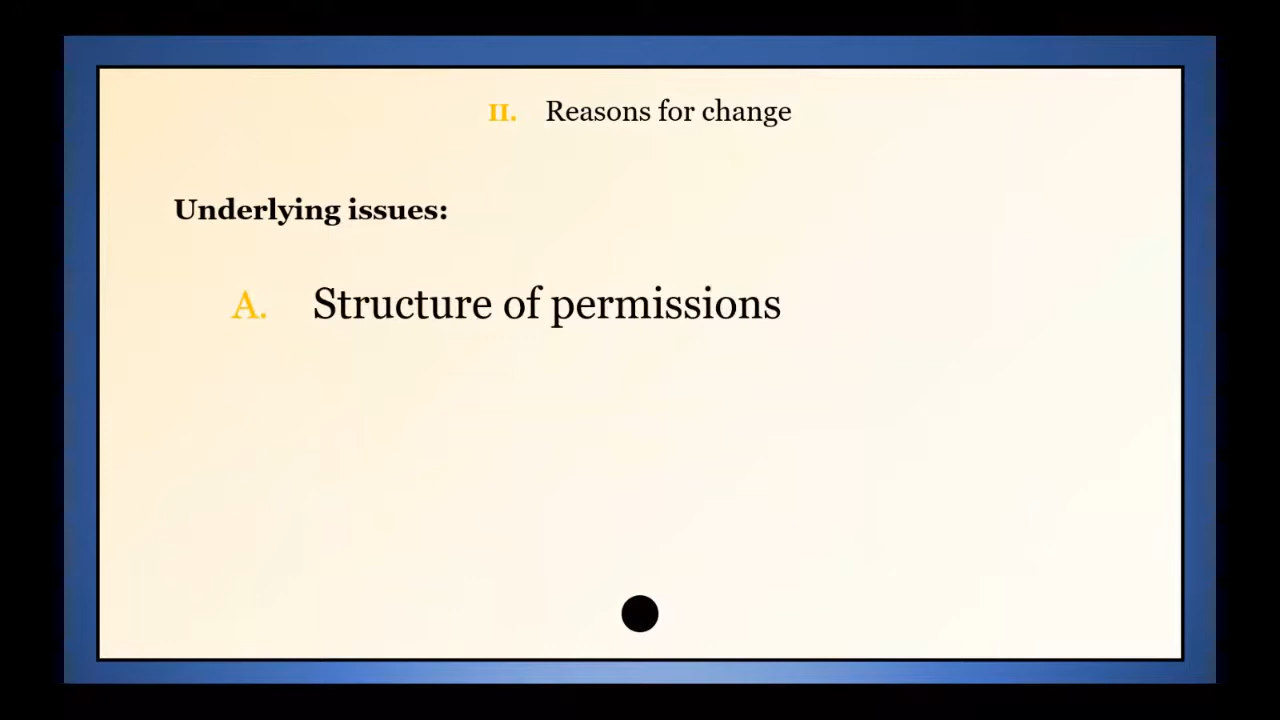 II. Reasons for change
Underlying issues:
A. Structure of permissions